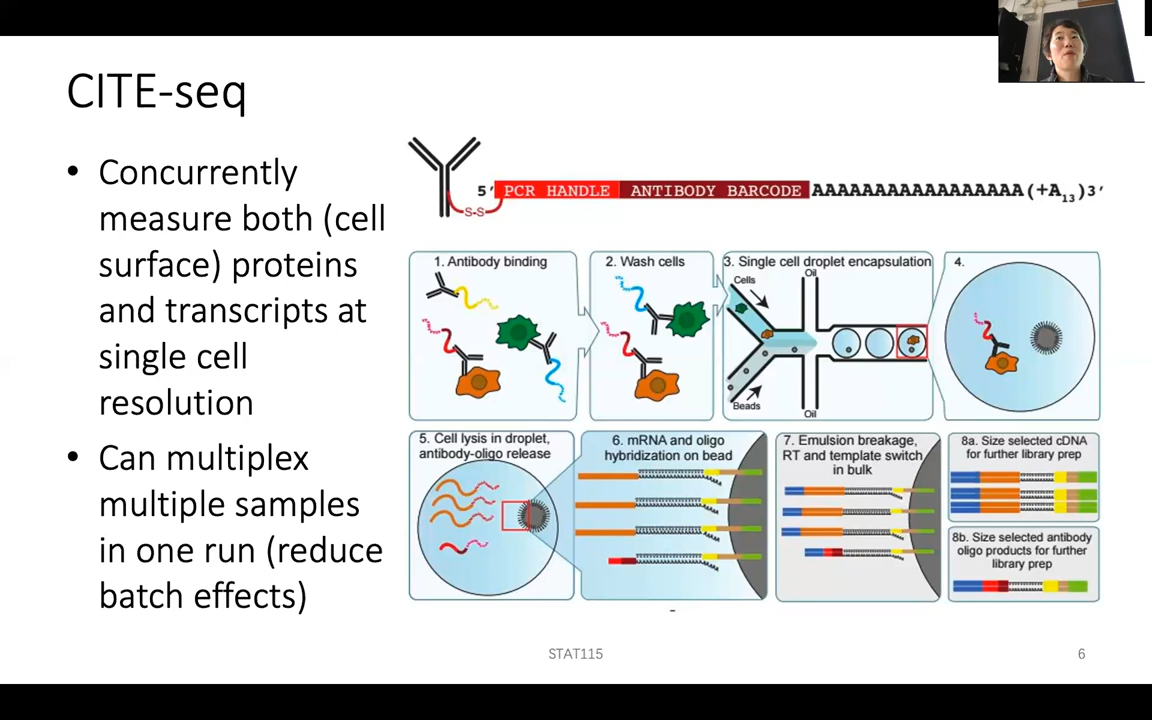 CITE-seq
• Concurrently
measure both (cell
surface) proteins
and transcripts at
single cell
resolution
• Can multiplex
multiple samples
in one run (reduce
batch effects)
5′ PCR HANDLE ANTIBODY BARCODE AAAAAAAAAAAAAAAAA(+A13)3′
S-S
1. Antibody binding
2. Wash cells
3. Single cell droplet encapsulation
Oil
Cells
Beads
Oil
4.
5. Cell lysis in droplet,
antibody-oligo release
6. mRNA and oligo
hybridization on bead
7. Emulsion breakage,
RT and template switch
in bulk
8a. Size selected cDNA
for further library prep
8b. Size selected antibody
oligo products for further
library prep
STAT115
6